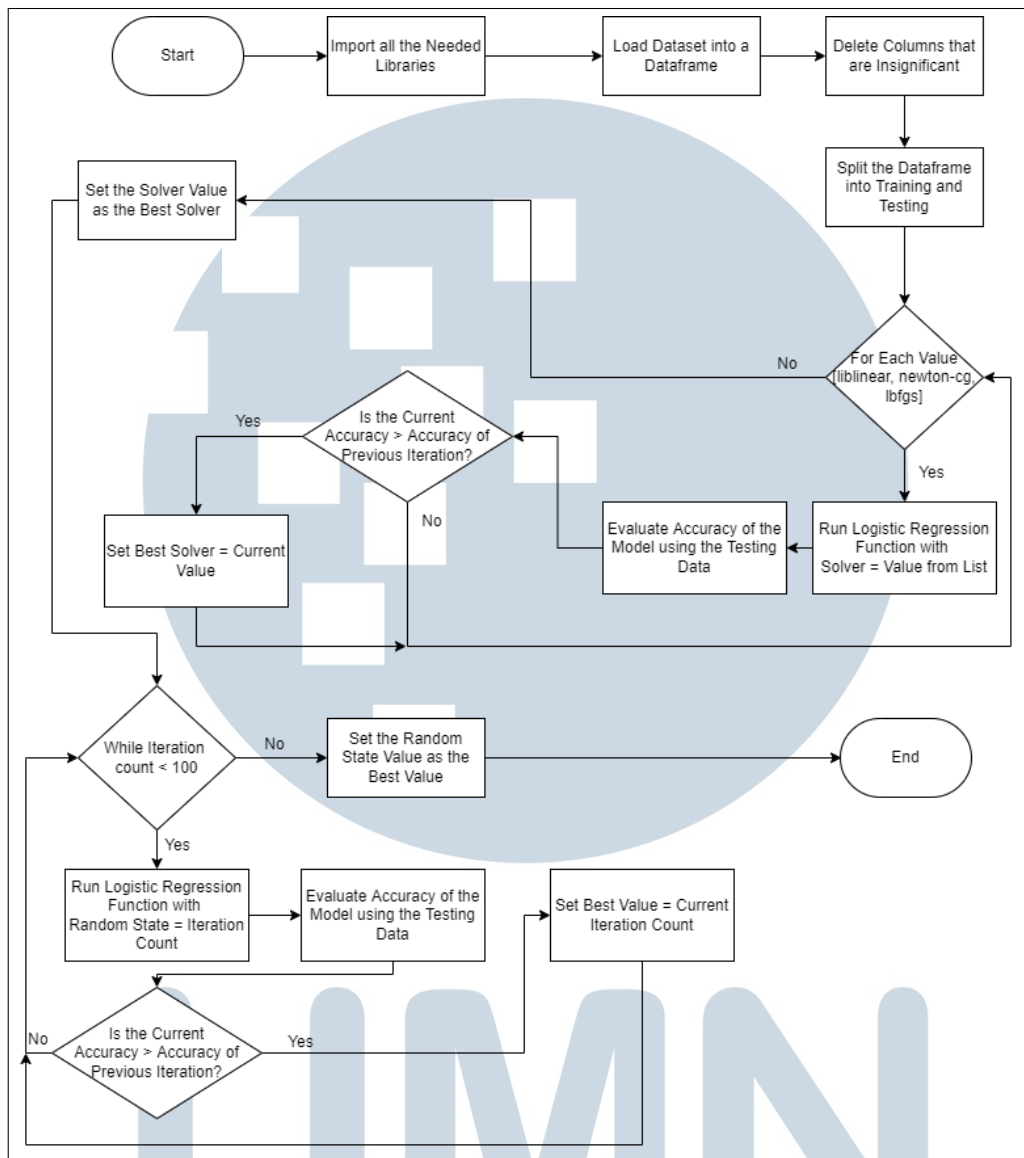 Start
Import all the Needed
Libraries
Load Dataset into a
Dataframe
Delete Columns that
are Insignificant
Split the Dataframe
into Training and
Testing
Set the Solver Value
as the Best Solver
For Each Value
[liblinear, newton-cg,
lbfgs]
No
Yes
Run Logistic Regression
Function with
Solver = Value from List
Evaluate Accuracy of the
Model using the Testing
Data
Is the Current
Accuracy > Accuracy of
Previous Iteration?
Yes
No
Set Best Solver = Current
Value
While Iteration
count < 100
No
Set the Random
State Value as the
Best Value
End
Yes
Run Logistic Regression
Function with
Random State = Iteration
Count
Evaluate Accuracy of the
Model using the Testing
Data
Set Best Value = Current
Iteration Count
Is the Current
Accuracy > Accuracy of
Previous Iteration?
No
Yes
UMN